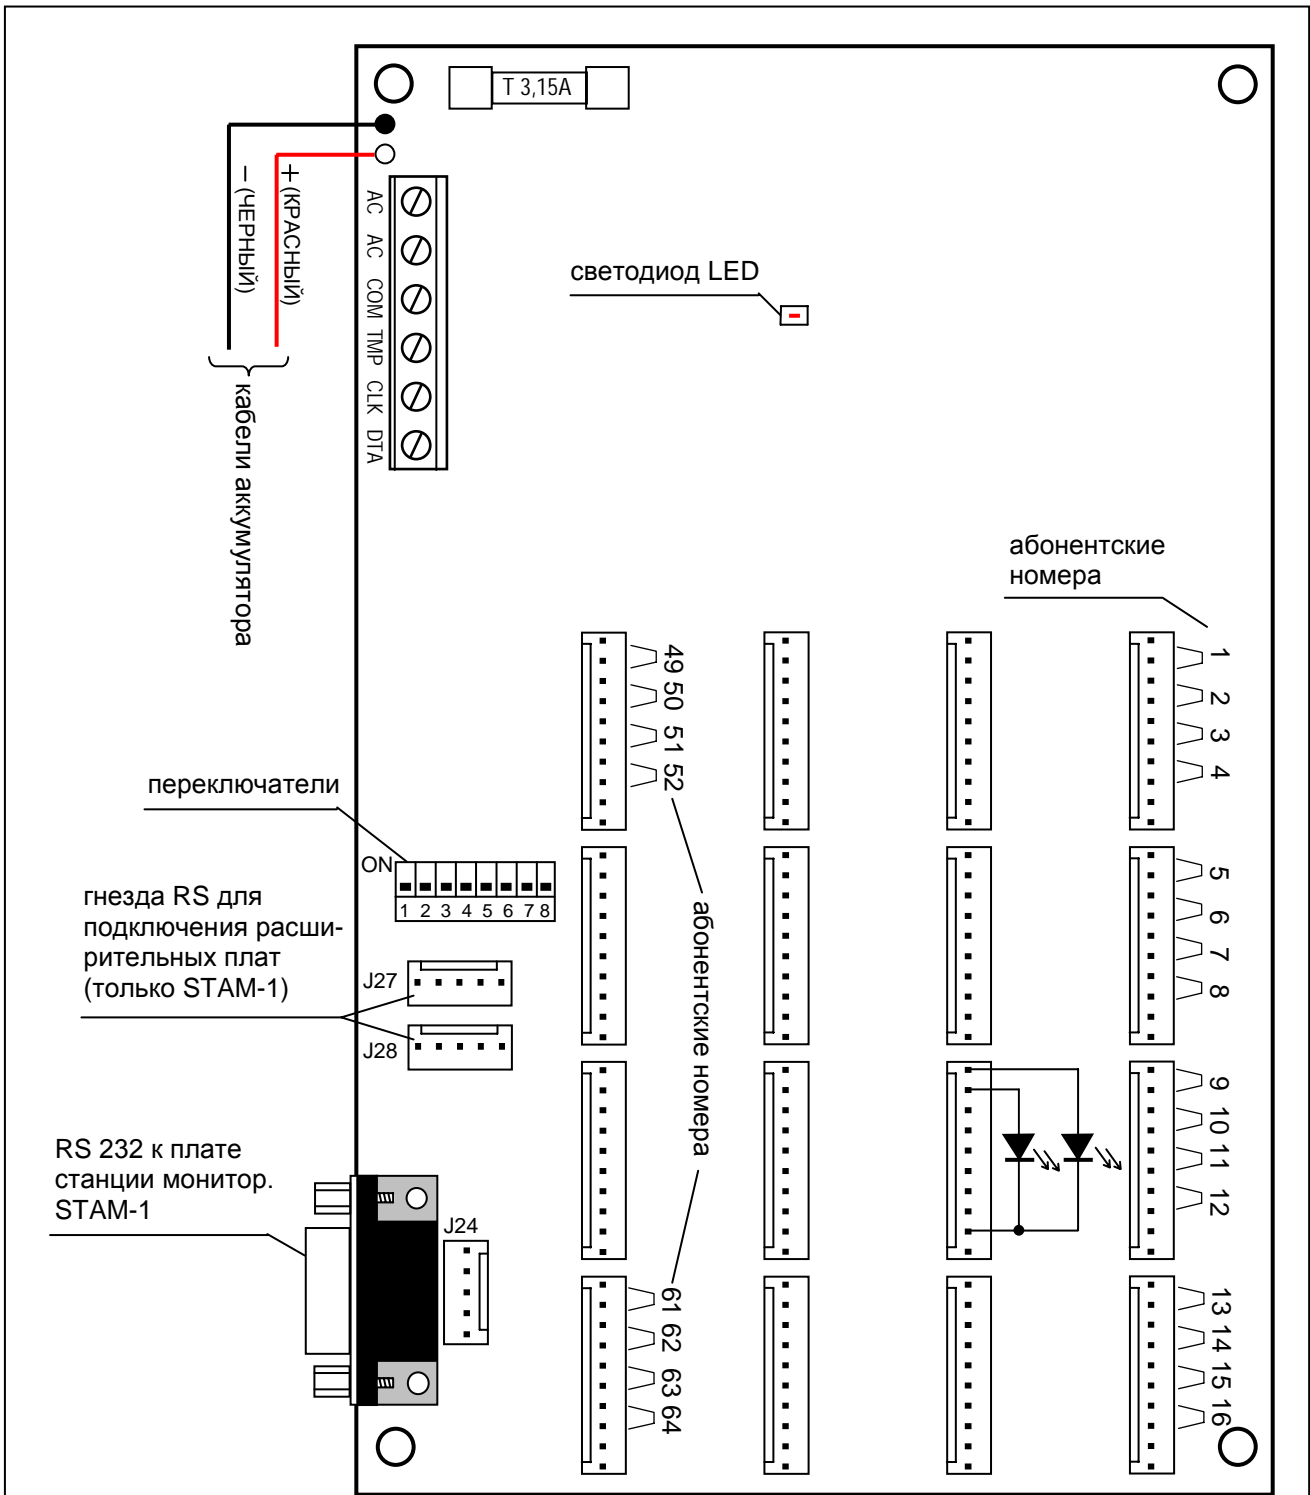 T 3,15A
– (ЧЕРНЫЙ)
+ (КРАСНЫЙ)
кабели аккумулятора
AC
AC
COM
TMP
CLK
DTA
светодиод LED
абонентские
номера
1
2
3
4
5
6
7
8
9
10
11
12
13
14
15
16
49
50
51
52
абонентские номера
61
62
63
64
переключатели
ON
1 2 3 4 5 6 7 8
гнезда RS для
подключения расши-
рительных плат
(только STAM-1)
J27
J28
RS 232 к плате
станции монитор.
STAM-1
J24